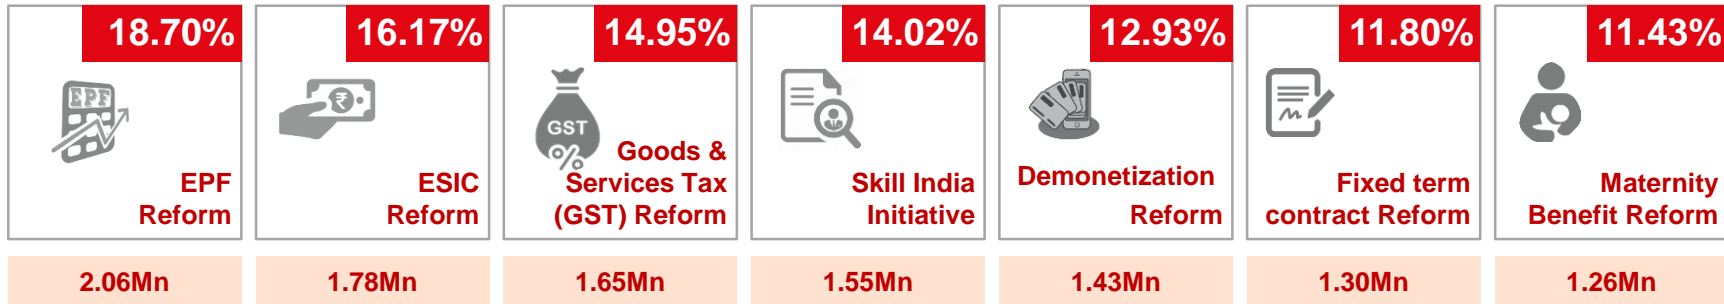 18.70%
EPF
EPF
Reform
2.06Mn
16.17%
₹
ESIC
Reform
1.78Mn
14.95%
GST
%
Goods &
Services Tax
(GST) Reform
1.65Mn
14.02%
Skill India
Initiative
1.55Mn
12.93%
Demonetization
Reform
1.43Mn
11.80%
Fixed term
contract Reform
1.30Mn
11.43%
Maternity
Benefit Reform
1.26Mn